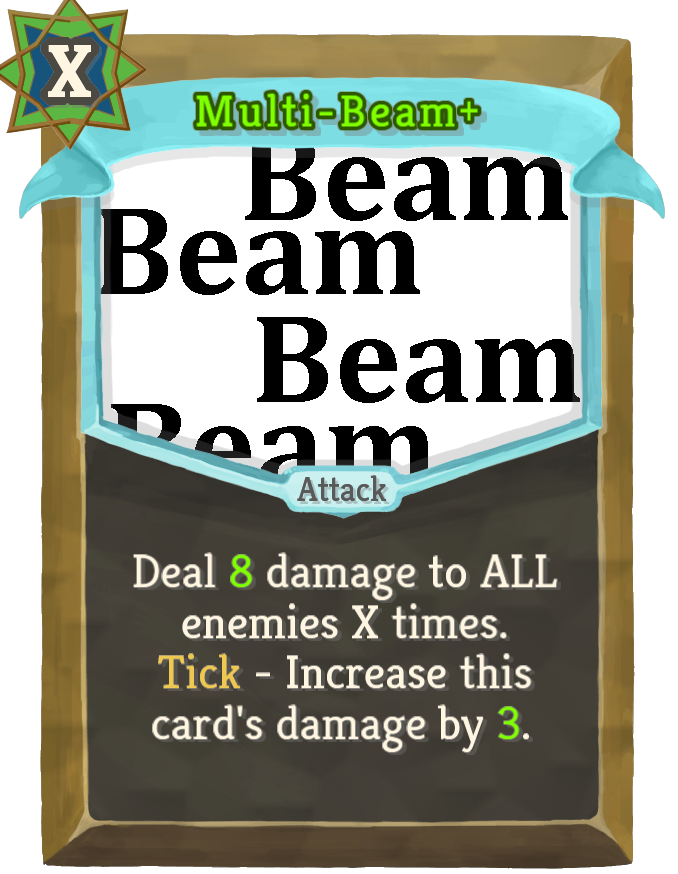 X
Multi-Beam+
Beam
Beam
Beam
Beam
Attack
Deal 8 damage to ALL
enemies X times.
Tick - Increase this
card's damage by 3.